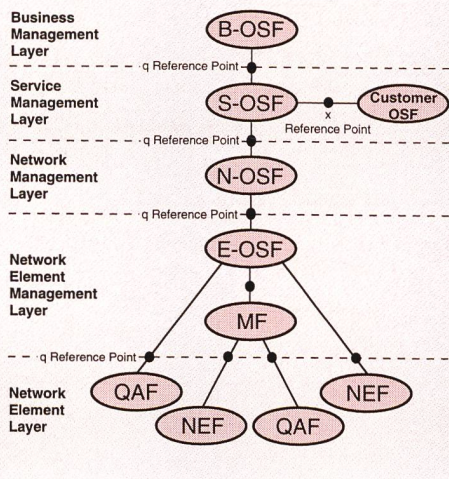 Business
Management
Layer
B-OSF
q Reference Point
Service
Management
Layer
S-OSF
x
Reference Point
Customer
OSF
q Reference Point
Network
Management
Layer
N-OSF
q Reference Point
E-OSF
Network
Element
Management
Layer
MF
q Reference Point
Network
Element
Layer
QAF
NEF
QAF
NEF